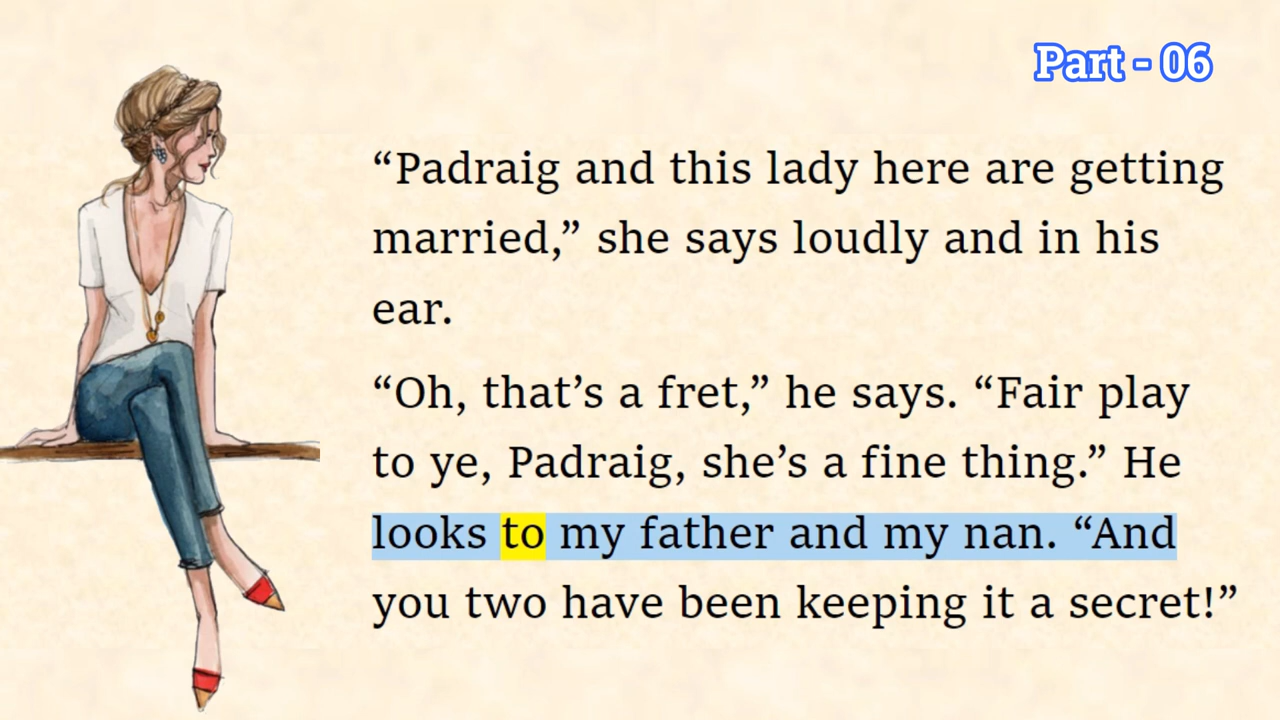 Part - 06
“Padraig and this lady here are getting
married,” she says loudly and in his
ear.
“Oh, that’s a fret,” he says. “Fair play
to ye, Padraig, she’s a fine thing.” He
looks to my father and my nan. “And
you two have been keeping it a secret!”